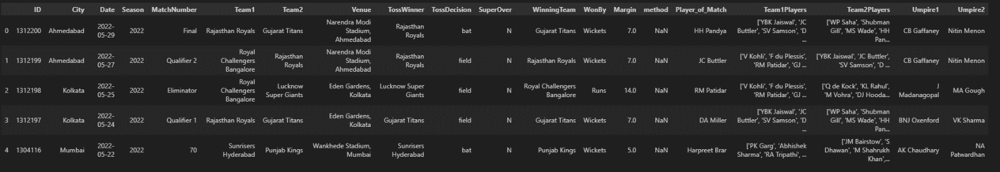 ID City Date Season MatchNumber Team1 Team2 Venue TossWinner TossDecision SuperOver WinningTeam WonBy Margin method Player_of_Match Team1Players Team2Players Umpire1 Umpire2
0 1312200 Ahmedabad 2022-05-29 2022 Final Rajasthan Royals Gujarat Titans Narendra Modi Stadium, Ahmedabad Rajasthan Royals bat N Gujarat Titans Wickets 7.0 NaN HH Pandya ['YBK Jaiswal', 'JC Buttler', 'SV Samson', 'D ... ['WP Saha', 'Shubman Gill', 'MS Wade', 'HH Pan... CB Gaffaney Nitin Menon
1 1312199 Ahmedabad 2022-05-27 2022 Qualifier 2 Royal Challengers Bangalore Rajasthan Royals Narendra Modi Stadium, Ahmedabad Rajasthan Royals field N Rajasthan Royals Wickets 7.0 NaN JC Buttler ['V Kohli', 'F du Plessis', 'RM Patidar', 'GJ ... ['YBK Jaiswal', 'JC Buttler', 'SV Samson', 'D ... CB Gaffaney Nitin Menon
2 1312198 Kolkata 2022-05-25 2022 Eliminator Royal Challengers Bangalore Lucknow Super Giants Eden Gardens, Kolkata Lucknow Super Giants field N Royal Challengers Bangalore Runs 14.0 NaN RM Patidar ['V Kohli', 'F du Plessis', 'RM Patidar', 'GJ ... ['Q de Kock', 'KL Rahul', 'M Vohra', 'DJ Hooda... J Madanagopal MA Gough
3 1312197 Kolkata 2022-05-24 2022 Qualifier 1 Rajasthan Royals Gujarat Titans Eden Gardens, Kolkata Gujarat Titans field N Gujarat Titans Wickets 7.0 NaN DA Miller ['YBK Jaiswal', 'JC Buttler', 'SV Samson', 'D ... ['WP Saha', 'Shubman Gill', 'MS Wade', 'HH Pan... BNJ Oxenford VK Sharma
4 1304116 Mumbai 2022-05-22 2022 70 Sunrisers Hyderabad Punjab Kings Wankhede Stadium, Mumbai Sunrisers Hyderabad bat N Punjab Kings Wickets 5.0 NaN Harpreet Brar ['PK Garg', 'Abhishek Sharma', 'RA Tripathi', ... ['JM Bairstow', 'S Dhawan', 'M Shahrukh Khan',... AK Chaudhary NA Patwardhan